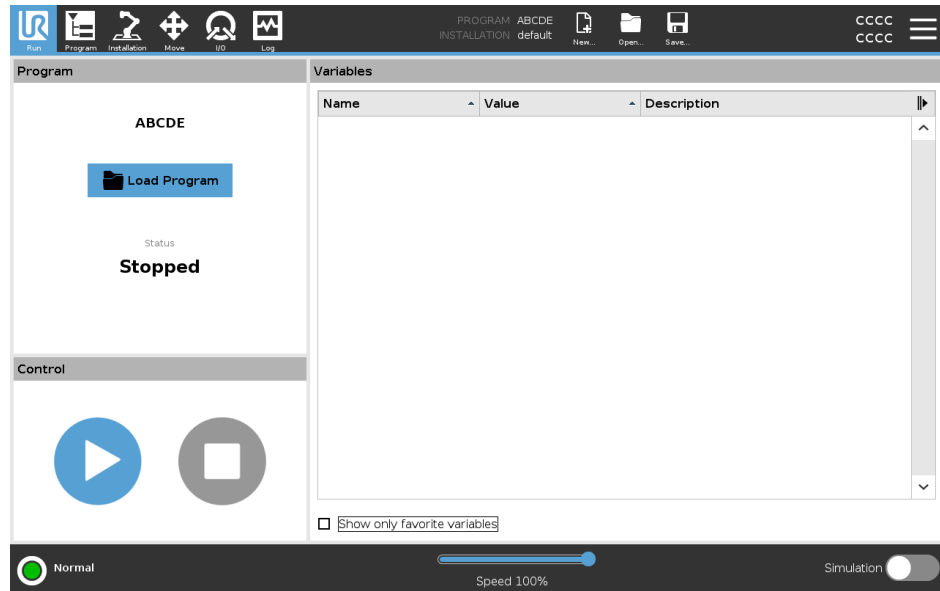 PROGRAM ABCDE
INSTALLATION default
CCCC
CCCC
Run Program Installation Move I/O Log New... Open... Save...
Program
Variables
Name Value Description
ABCDE
Load Program
Status
Stopped
Control
Show only favorite variables
Normal
Speed 100%
Simulation